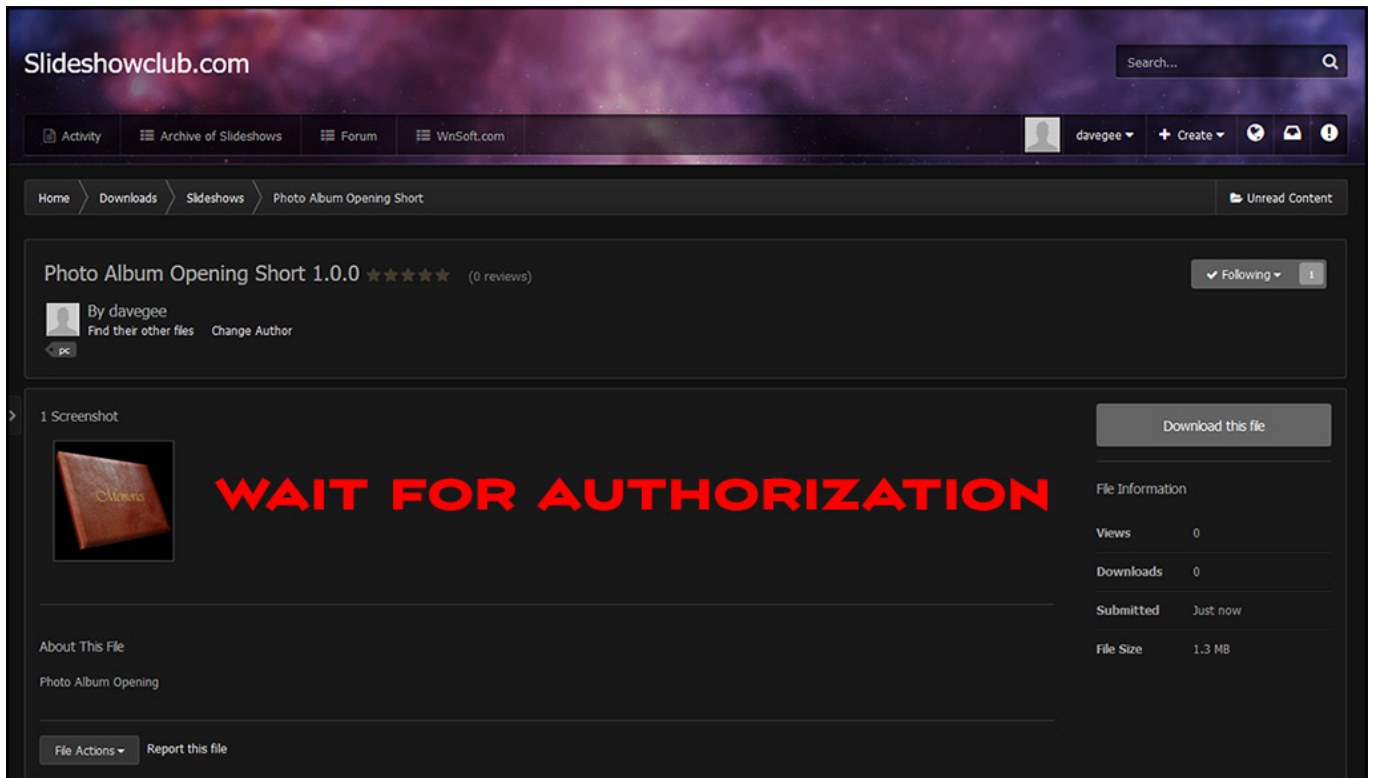 Slideshowclub.com
Search...
Activity Archive of Slideshows Forum WnSoft.com davegee Create
Home Downloads Slideshows Photo Album Opening Short Unread Content
Photo Album Opening Short 1.0.0 (0 reviews) Following 1
By davegee
Find their other files Change Author
pc
1 Screenshot
Download this file
Memories
WAIT FOR AUTHORIZATION
File Information
Views 0
Downloads 0
Submitted Just now
About This File
File Size 1.3 MB
Photo Album Opening
File Actions Report this file